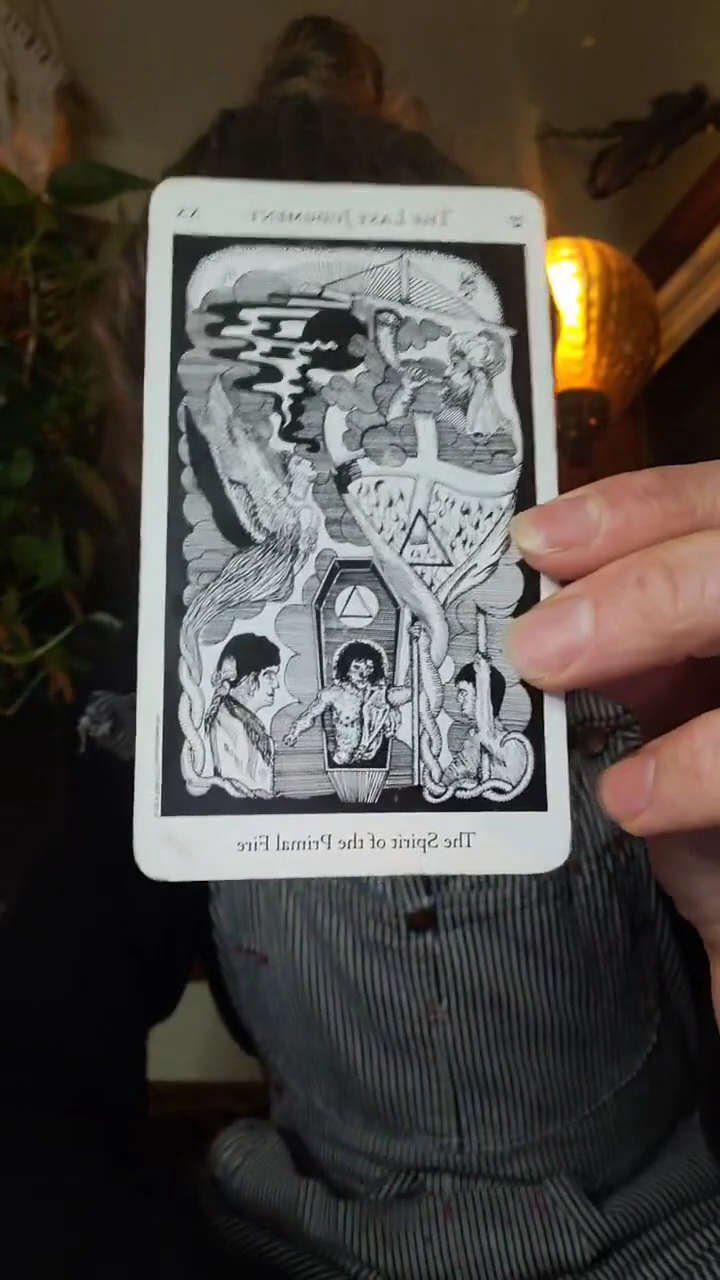 XX THE LAST JUDGMENT
The Spirit of the Primal Fire